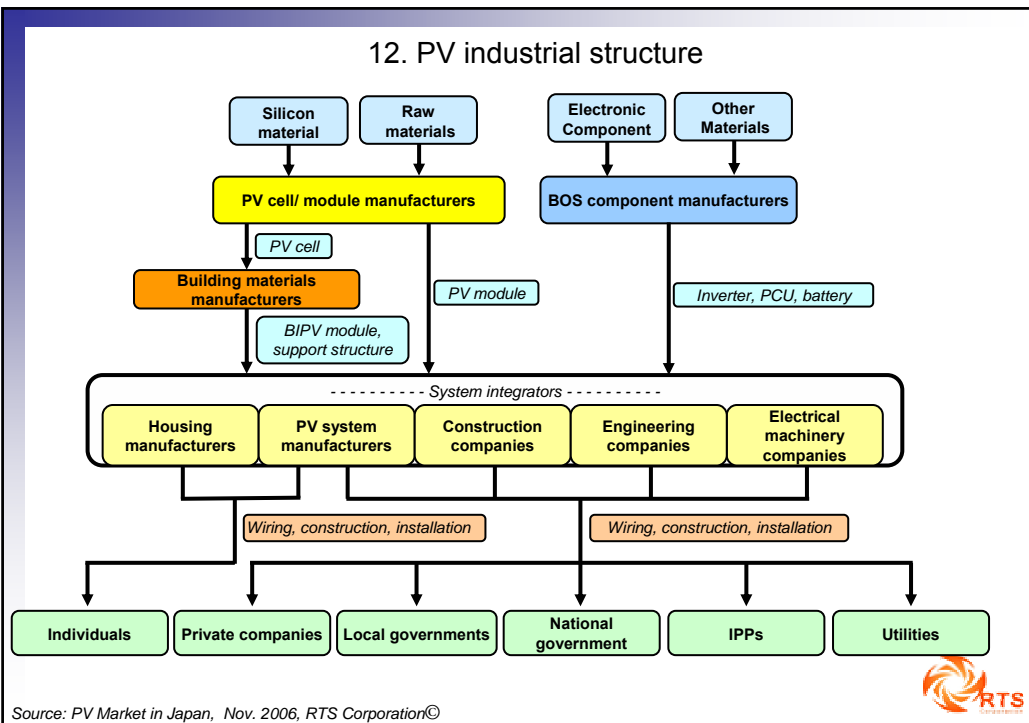 12. PV industrial structure
Silicon
material
Raw
materials
Electronic
Component
Other
Materials
PV cell/ module manufacturers
BOS component manufacturers
PV cell
Building materials
manufacturers
PV module
Inverter, PCU, battery
BIPV module,
support structure
- - - - - - - - - - System integrators - - - - - - - - - -
Housing
manufacturers
PV system
manufacturers
Construction
companies
Engineering
companies
Electrical
machinery
companies
Wiring, construction, installation
Wiring, construction, installation
Individuals
Private companies
Local governments
National
government
IPPs
Utilities
RTS
Corporation
Source: PV Market in Japan, Nov. 2006, RTS Corporation©